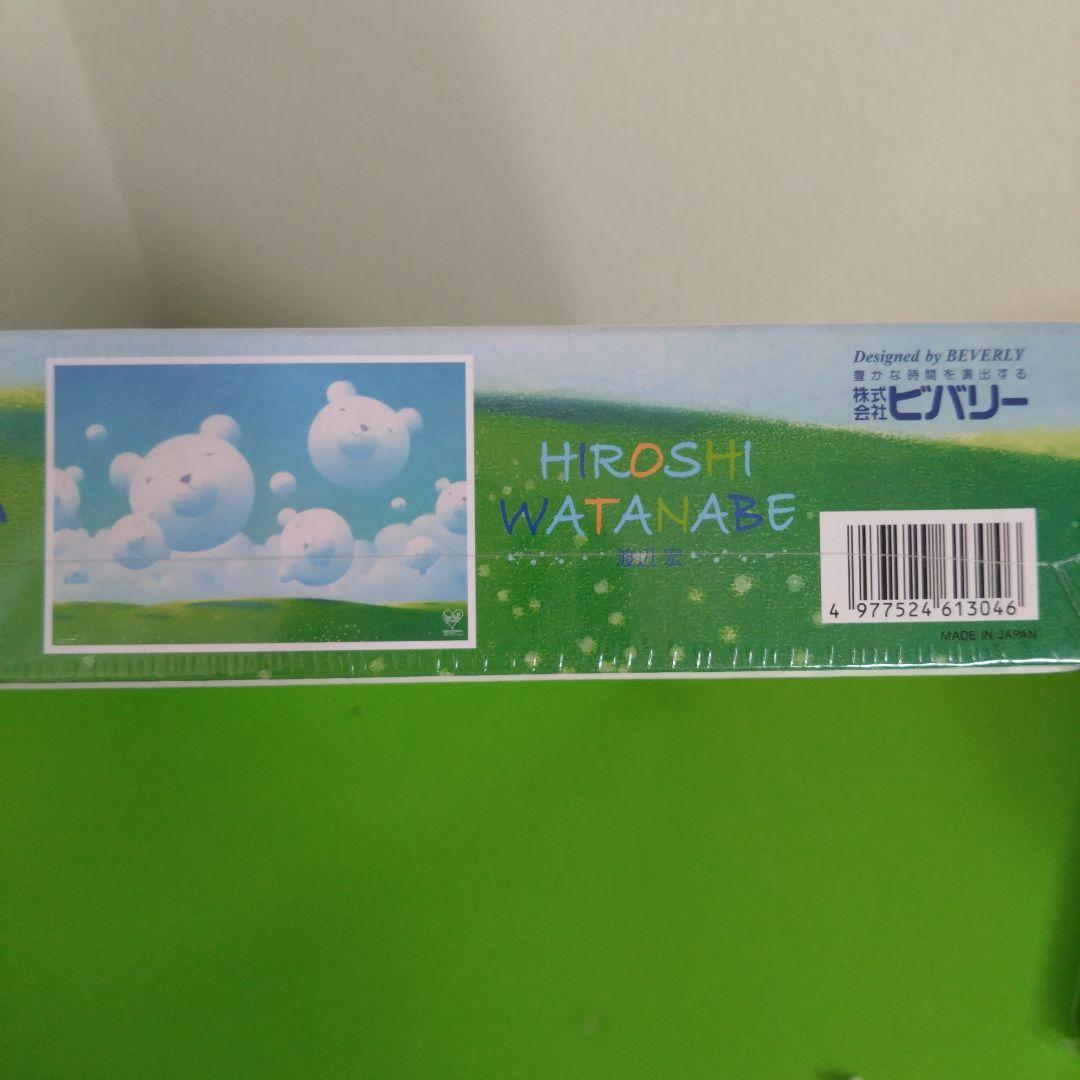 Designed by BEVERLY
豊かな時間を演出する
株式会社ビバリー
HIROSHI
WATANABE
渡辺 宏
4 977524 613046
MADE IN JAPAN